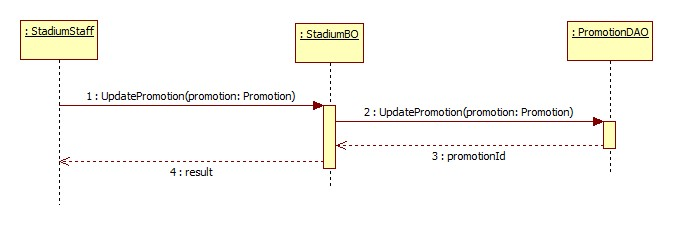 : StadiumStaff
: StadiumBO
: PromotionDAO
1 : UpdatePromotion(promotion: Promotion)
2 : UpdatePromotion(promotion: Promotion)
3 : promotionId
4 : result